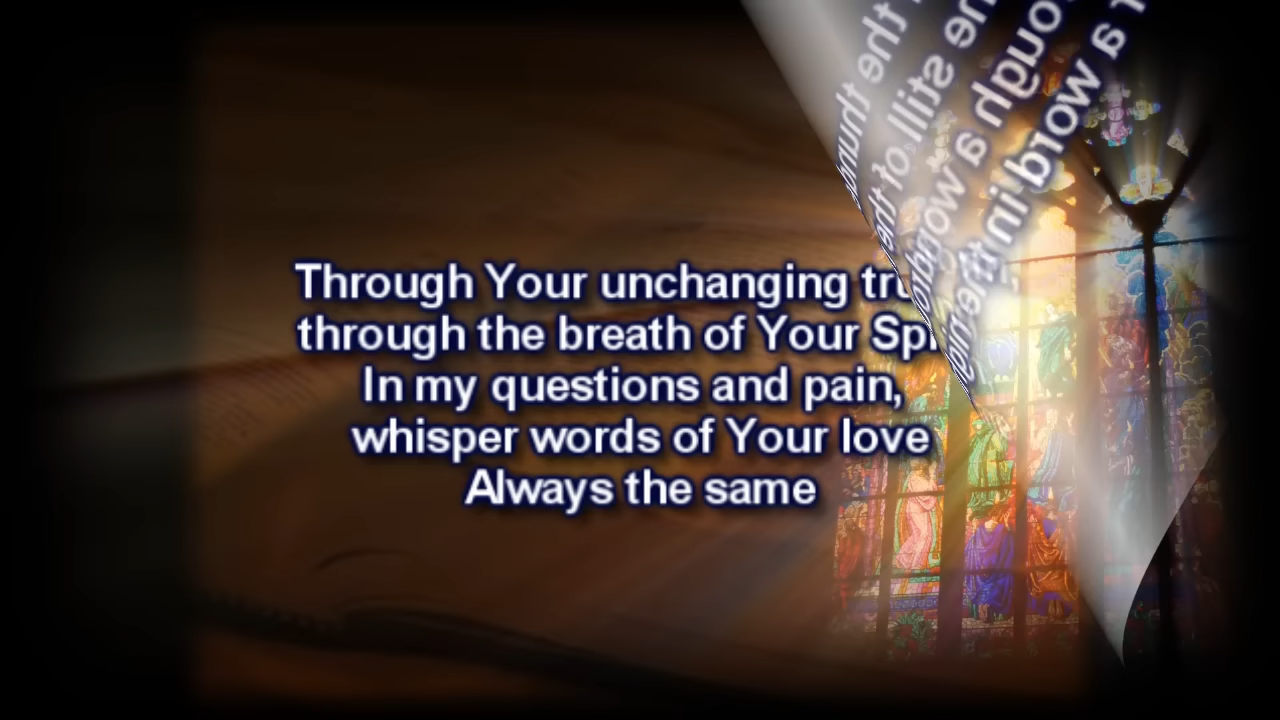 Through Your unchanging tru
through the breath of Your Spi
In my questions and pain,
whisper words of Your love
Always the same